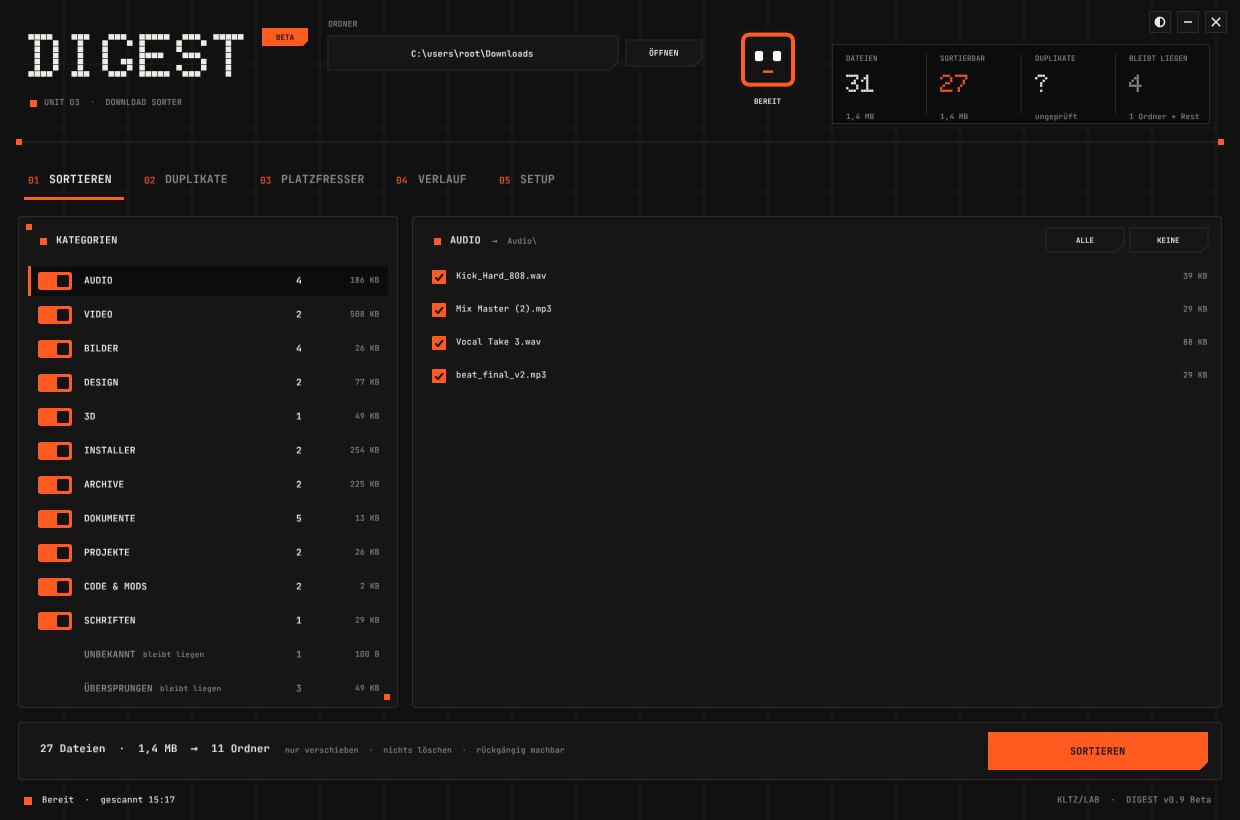 DIGEST
BETA
UNIT 03 · DOWNLOAD SORTER
ORDNER
C:\users\root\Downloads
ÖFFNEN
BEREIT
DATEIEN
31
1,4 MB
SORTIERBAR
27
1,4 MB
DUPLIKATE
?
ungeprüft
BLEIBT LIEGEN
4
1 Ordner + Rest
01 SORTIEREN
02 DUPLIKATE
03 PLATZFRESSER
04 VERLAUF
05 SETUP
KATEGORIEN
AUDIO 4 186 KB
VIDEO 2 508 KB
BILDER 4 26 KB
DESIGN 2 77 KB
3D 1 49 KB
INSTALLER 2 254 KB
ARCHIVE 2 225 KB
DOKUMENTE 5 13 KB
PROJEKTE 2 26 KB
CODE & MODS 2 2 KB
SCHRIFTEN 1 29 KB
UNBEKANNT bleibt liegen 1 100 B
ÜBERSPRUNGEN bleibt liegen 3 49 KB
AUDIO → Audio\
ALLE
KEINE
Kick_Hard_808.wav 39 KB
Mix Master (2).mp3 29 KB
Vocal Take 3.wav 88 KB
beat_final_v2.mp3 29 KB
27 Dateien · 1,4 MB → 11 Ordner nur verschieben · nichts löschen · rückgängig machbar
SORTIEREN
Bereit · gescannt 15:17
KLTZ/LAB · DIGEST v0.9 Beta